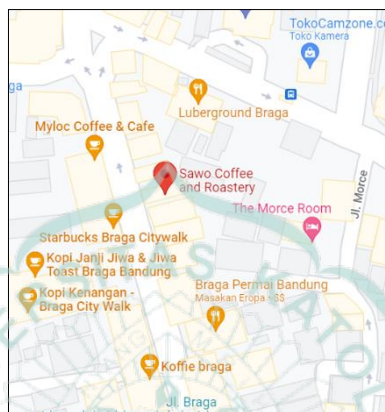 TokoCamzone.c
Toko Kamera
ga
Luberground Braga
Myloc Coffee & Cafe
Sawo Coffee
and Roastery
Jl. Morce
The Morce Room
Starbucks Braga Citywalk
Kopi Janji Jiwa & Jiwa
Toast Braga Bandung
Kopi Kenangan -
Braga City Walk
Braga Permai Bandung
Masakan Eropa • $$
Koffie braga
Jl. Braga